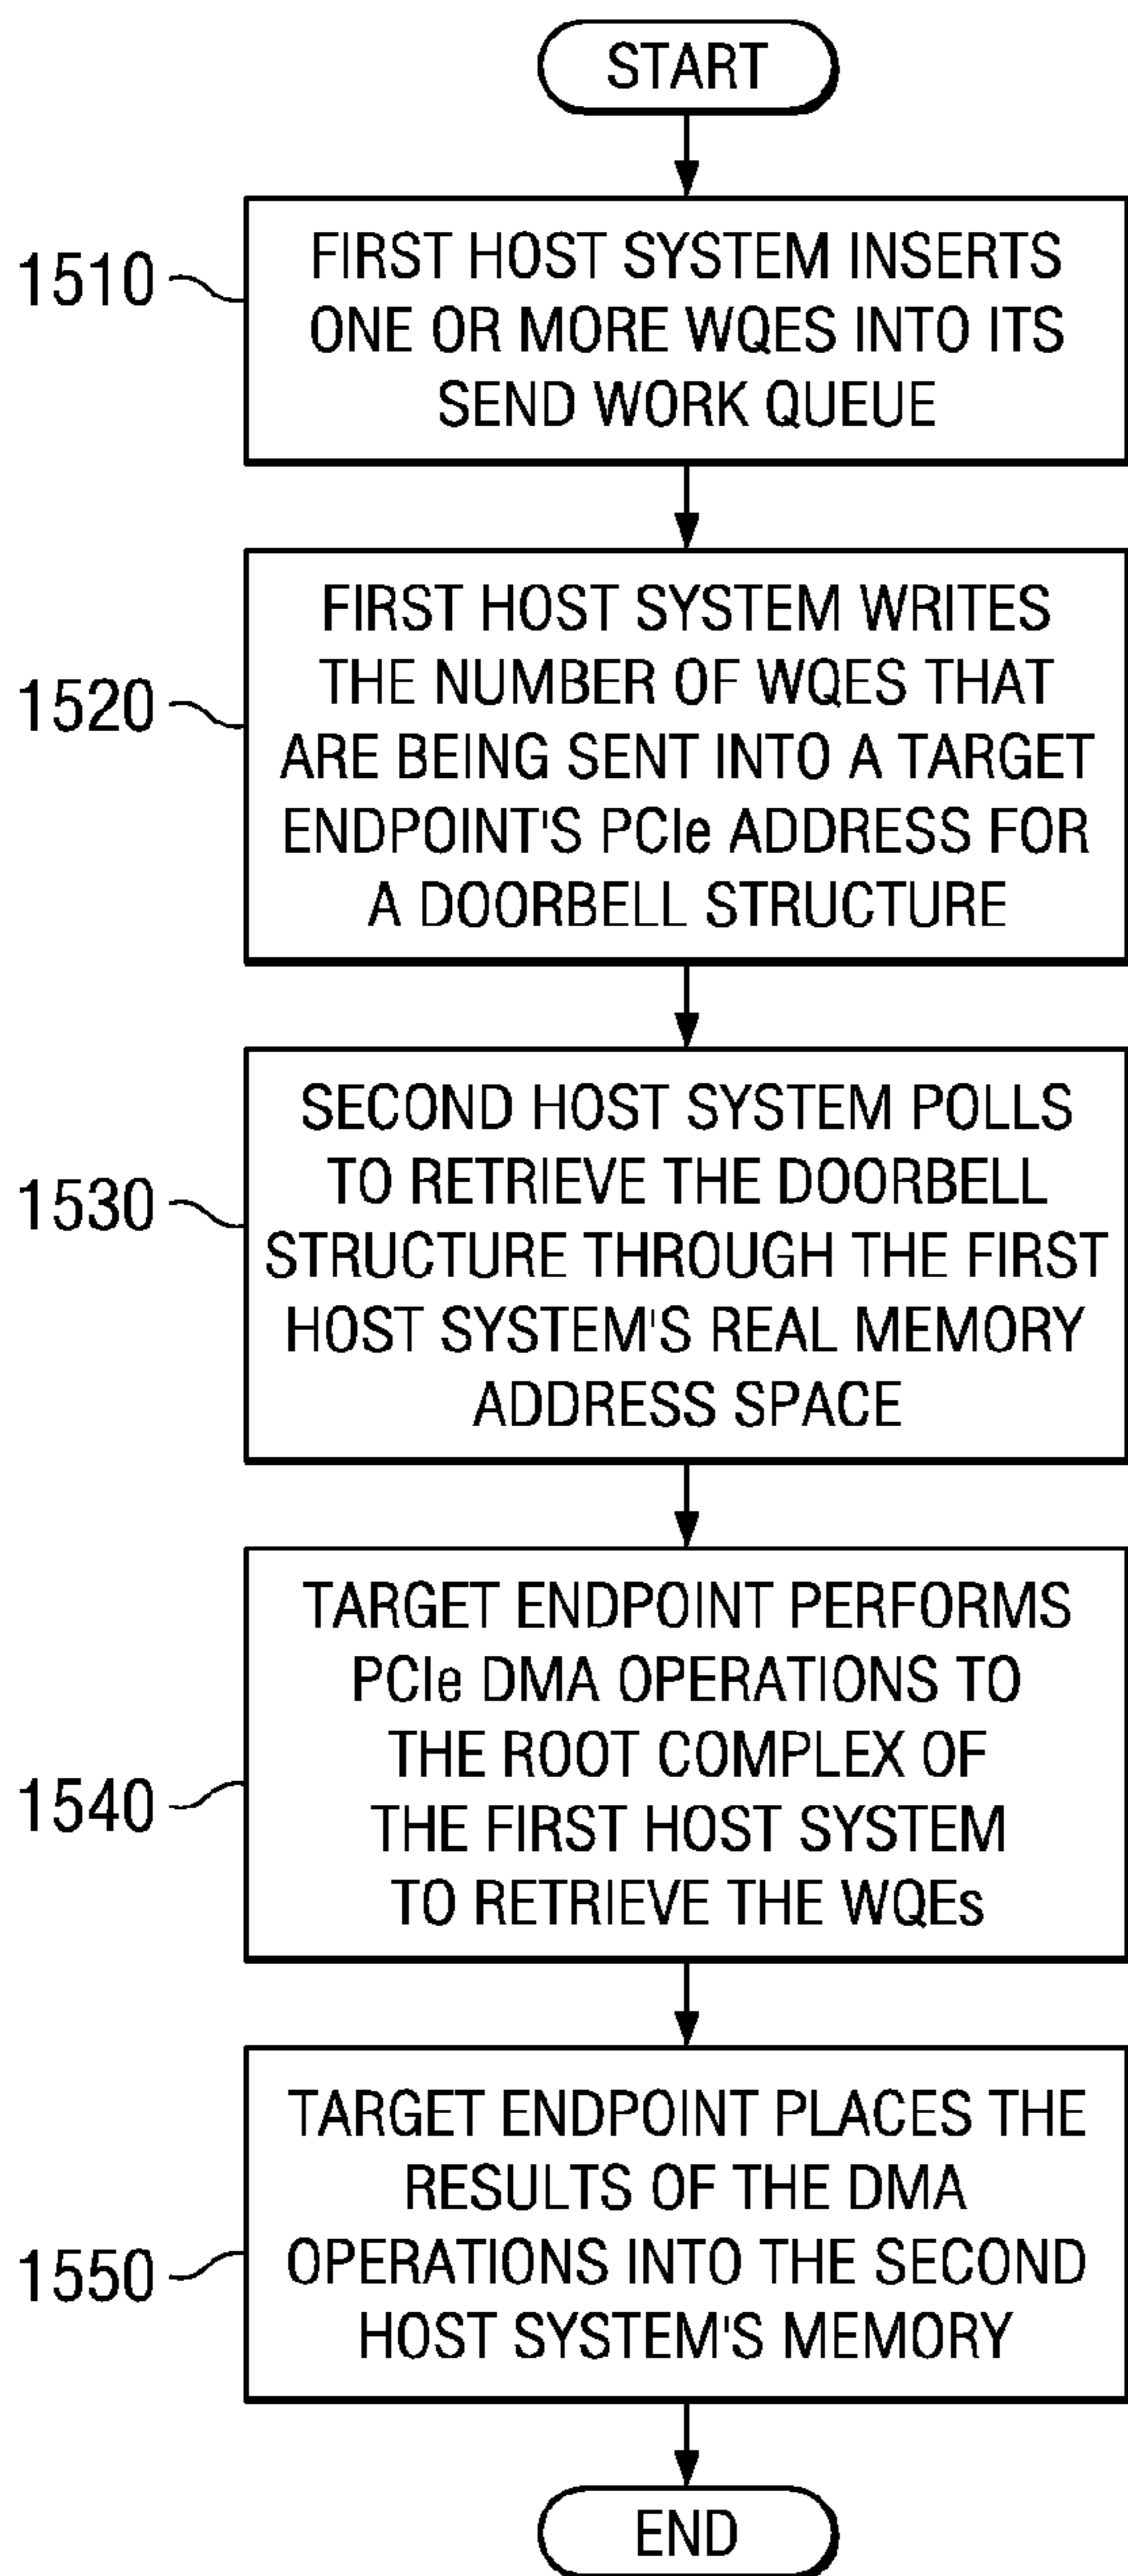 START
1510
FIRST HOST SYSTEM INSERTS
ONE OR MORE WQES INTO ITS
SEND WORK QUEUE
1520
FIRST HOST SYSTEM WRITES
THE NUMBER OF WQES THAT
ARE BEING SENT INTO A TARGET
ENDPOINT'S PCIe ADDRESS FOR
A DOORBELL STRUCTURE
1530
SECOND HOST SYSTEM POLLS
TO RETRIEVE THE DOORBELL
STRUCTURE THROUGH THE FIRST
HOST SYSTEM'S REAL MEMORY
ADDRESS SPACE
1540
TARGET ENDPOINT PERFORMS
PCIe DMA OPERATIONS TO
THE ROOT COMPLEX OF
THE FIRST HOST SYSTEM
TO RETRIEVE THE WQEs
1550
TARGET ENDPOINT PLACES THE
RESULTS OF THE DMA
OPERATIONS INTO THE SECOND
HOST SYSTEM'S MEMORY
END